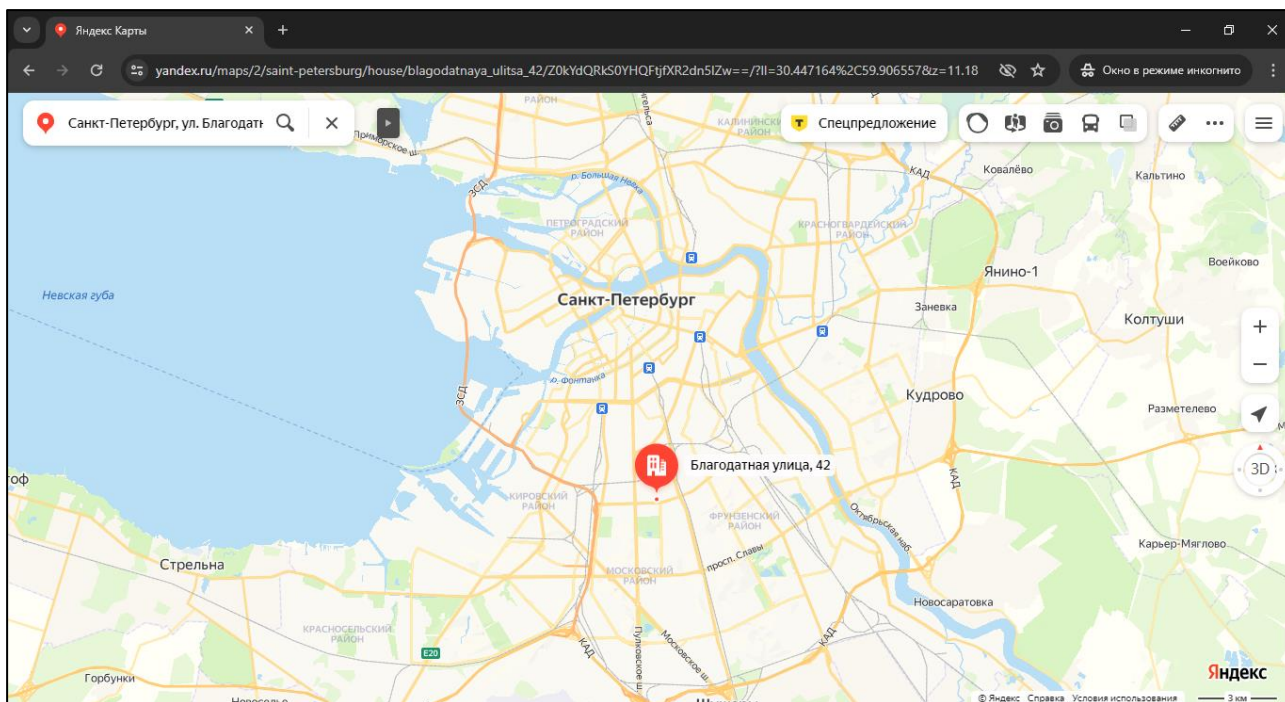 Яндекс Карты
yandex.ru/maps/2/saint-petersburg/house/blagodatnaya_ulitsa_42/Z0kYdQRkS0YHQFtjfXR2dn5lZw==/?ll=30.447164%2C59.906557&z=11.18
Окно в режиме инкогнито
РАЙОН
Санкт-Петербург, ул. Благодатн
КАЛИНИНСКИ
РАЙОН
Спецпредложение
Приморское ш.
ЗСД
КАД
Ковалёво
Кальтино
р. Большая Невка
ПЕТРОГРАДСКИЙ
РАЙОН
КРАСНОГВАРДЕЙСКИЙ
РАЙОН
Воейково
Янино-1
Невская губа
Санкт-Петербург
Заневка
Колтуши
р. Фонтанка
ЗСД
Кудрово
Разметелево
Благодатная улица, 42
КАД
3D
оф
КИРОВСКИЙ
РАЙОН
ФРУНЗЕНСКИЙ
РАЙОН
Октябрьская наб.
Карьер-Мяглово
просп. Славы
Стрельна
МОСКОВСКИЙ
РАЙОН
Новосаратовка
КРАСНОСЕЛЬСКИЙ
РАЙОН
E20
КАД
Пулковское ш.
Московское ш.
КАД
Горбунки
Яндекс
© Яндекс Справка Условия использования
3 км